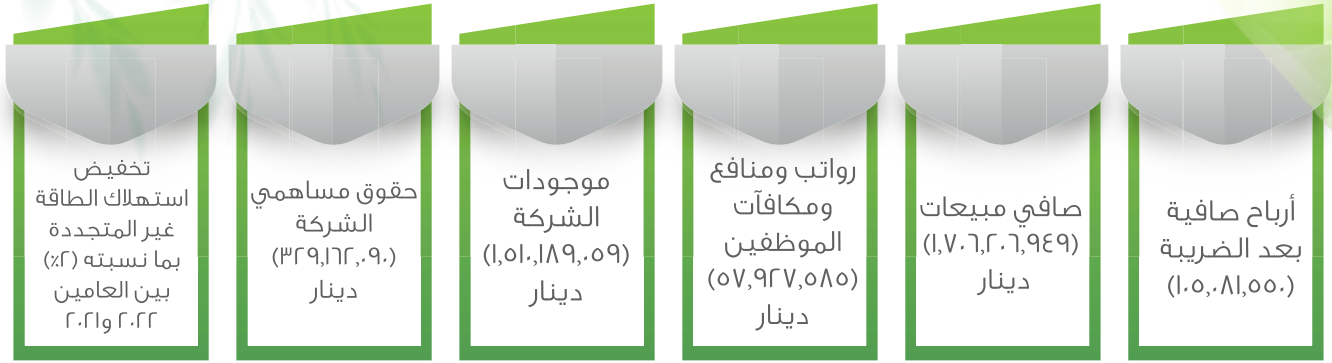 أرباح صافية
بعد الضريبة
(١٠٥,٠٨١,٥٥٠)
صافي مبيعات
(١,٧٠٦,٢٠٦,٩٤٩)
دينار
رواتب ومنافع
ومكافآت
الموظفين
(٥٧,٩٢٧,٥٨٥)
دينار
موجودات
الشركة
(١,٥١٠,١٨٩,٠٥٩)
دينار
حقوق مساهمي
الشركة
(٣٢٩,١٦٢,٠٩٠)
دينار
تخفيض
استهلاك الطاقة
غير المتجددة
بما نسبته (٢٪)
بين العامين
٢٠٢٢ و٢٠٢١